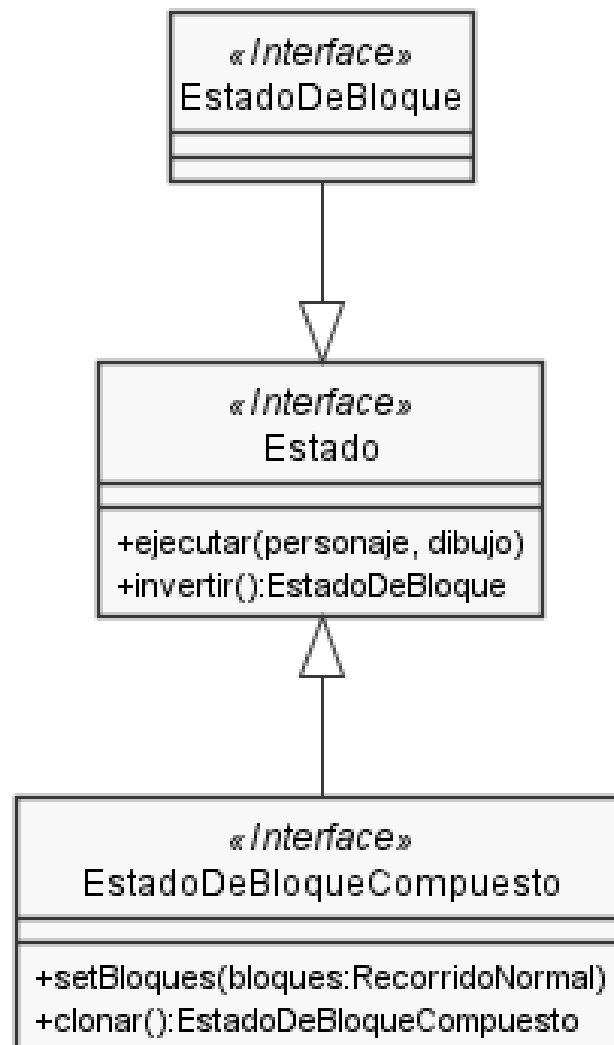 «Interface»
EstadoDeBloque
«Interface»
Estado
+ejecutar(personaje, dibujo)
+invertir():EstadoDeBloque
«Interface»
EstadoDeBloqueCompuesto
+setBloques(bloques:RecorridoNormal)
+clonar():EstadoDeBloqueCompuesto